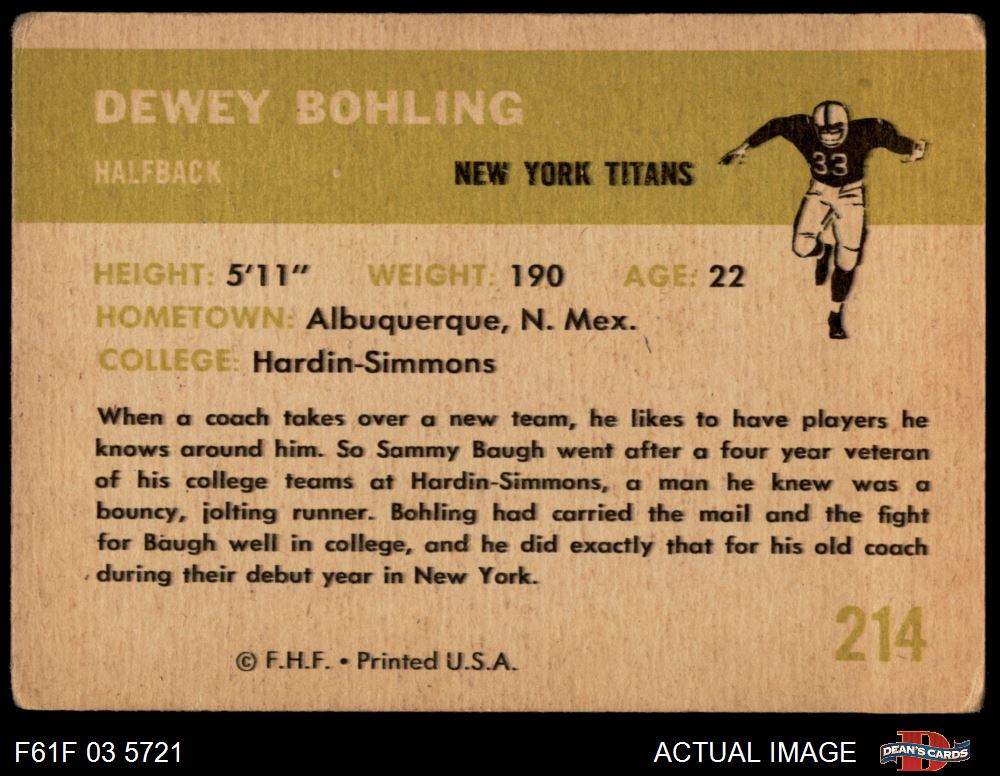 DEWEY BOHLING
HALFBACK
NEW YORK TITANS
33
HEIGHT: 5'11" WEIGHT: 190 AGE: 22
HOMETOWN: Albuquerque, N. Mex.
COLLEGE: Hardin-Simmons
When a coach takes over a new team, he likes to have players he
knows around him. So Sammy Baugh went after a four year veteran
of his college teams at Hardin-Simmons, a man he knew was a
bouncy, jolting runner. Bohling had carried the mail and the fight
for Baugh well in college, and he did exactly that for his old coach
during their debut year in New York.
214
© F.H.F. • Printed U.S.A.
F61F 03 5721
ACTUAL IMAGE
DEAN'S CARDS